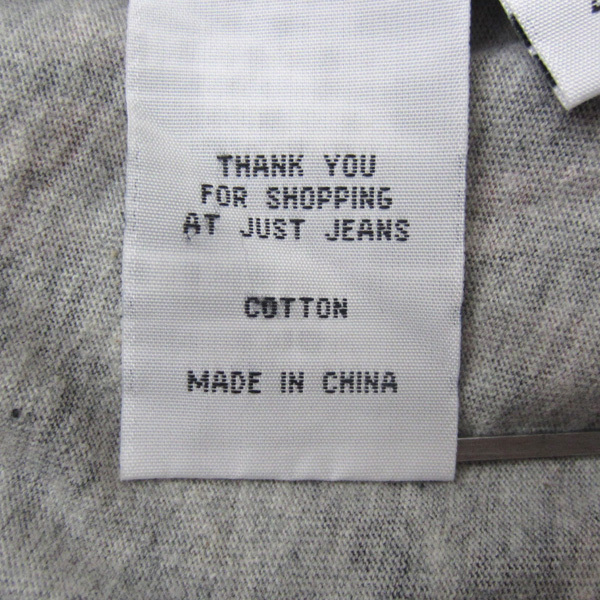 THANK YOU
FOR SHOPPING
AT JUST JEANS
COTTON
MADE IN CHINA